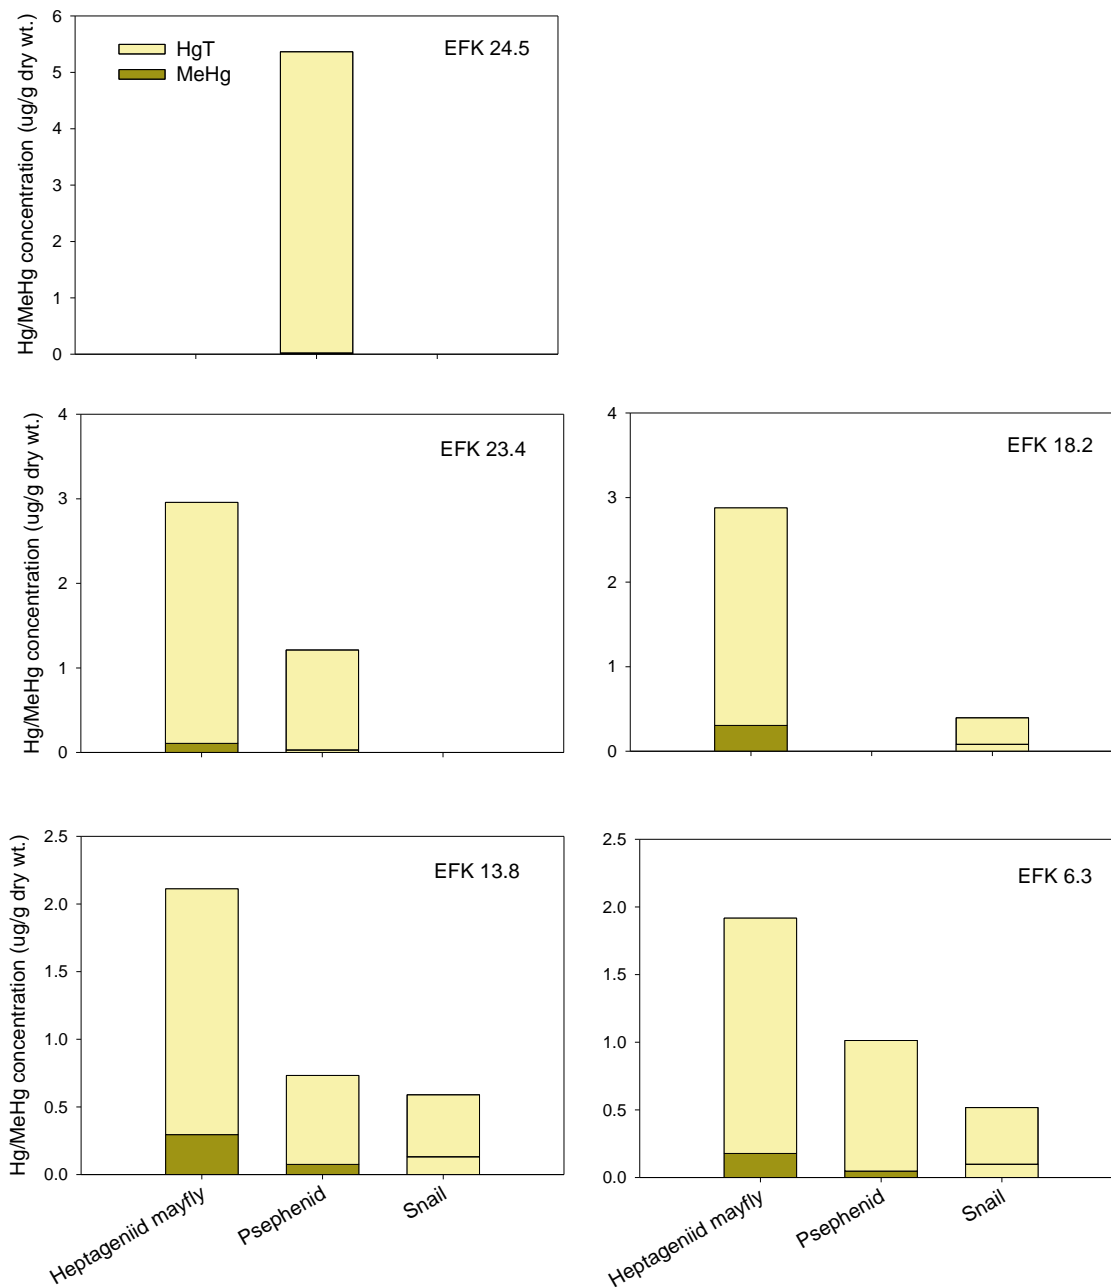 Hg/MeHg concentration (ug/g dry wt.)
6
5
4
3
2
1
0
HgT
MeHg
EFK 24.5
Hg/MeHg concentration (ug/g dry wt.)
4
3
2
1
0
EFK 23.4
4
3
2
1
0
EFK 18.2
Hg/MeHg concentration (ug/g dry wt.)
2.5
2.0
1.5
1.0
0.5
0.0
EFK 13.8
Heptageniid mayfly
Psephenid
Snail
2.5
2.0
1.5
1.0
0.5
0.0
EFK 6.3
Heptageniid mayfly
Psephenid
Snail